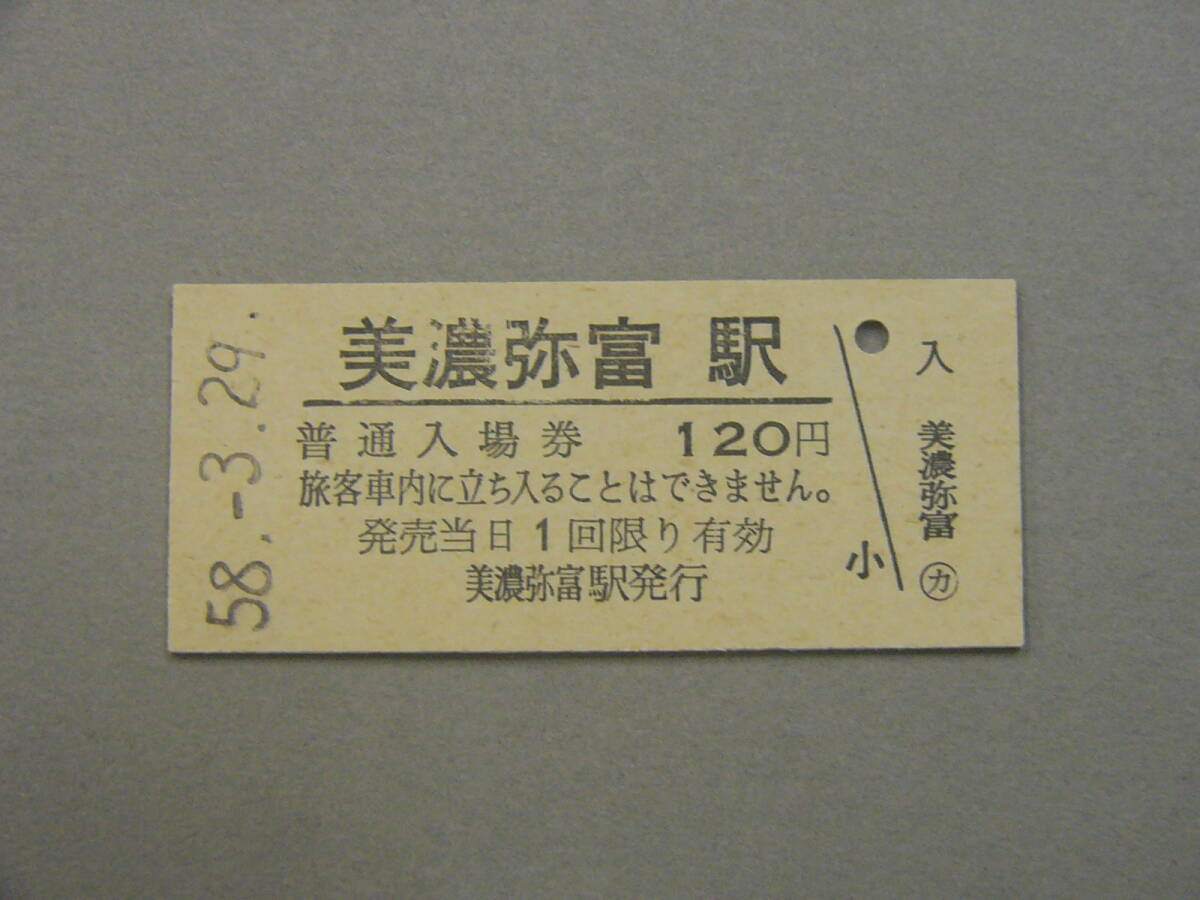 58.-3.29.
美濃弥富 駅
普通入場券 120円
旅客車内に立ち入ることはできません。
発売当日1回限り有効
美濃弥富駅発行
小
入
美濃弥富
㋕